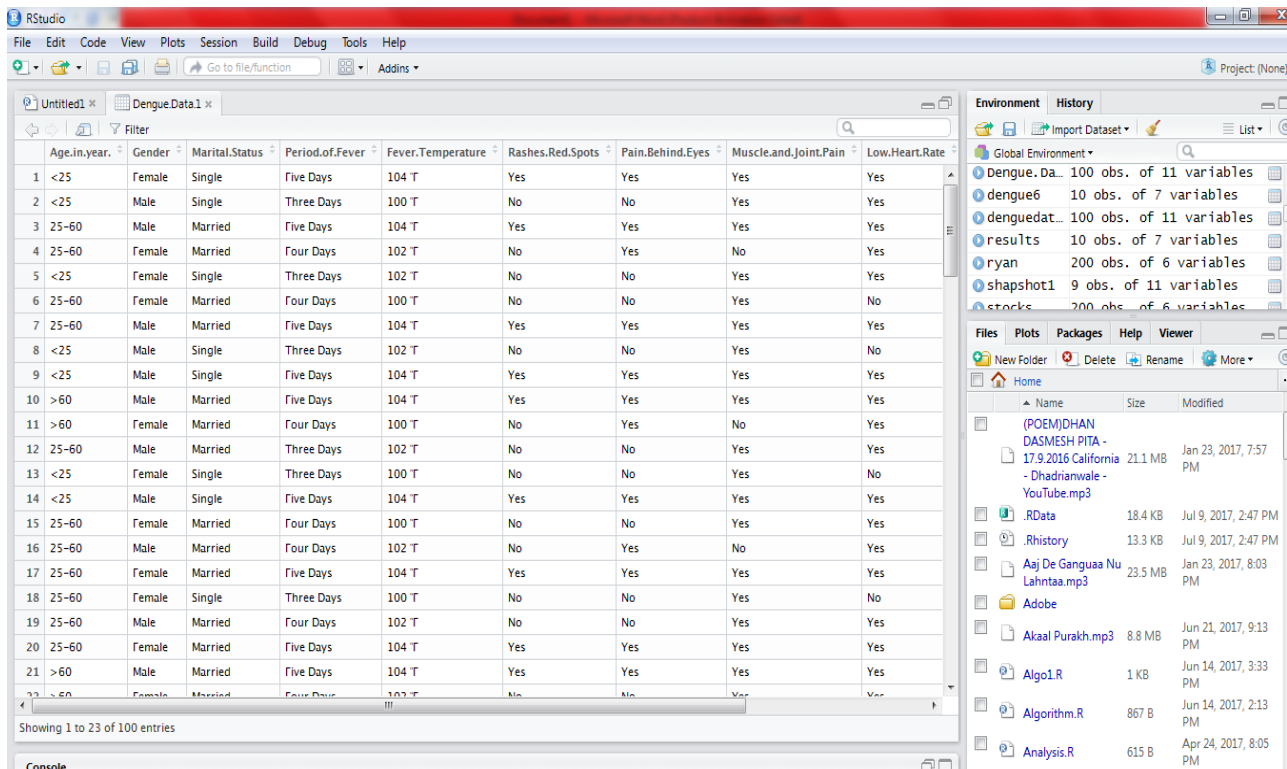 RStudio
File Edit Code View Plots Session Build Debug Tools Help
Go to file/function Addins Project: (None)
Untitled1 Dengue.Data.1
Filter
Age.in.year. Gender Marital.Status Period.of.Fever Fever.Temperature Rashes.Red.Spots Pain.Behind.Eyes Muscle.and.Joint.Pain Low.Heart.Rate
1 <25 Female Single Five Days 104 °F Yes Yes Yes Yes
2 <25 Male Single Three Days 100 °F No No Yes Yes
3 25-60 Male Married Five Days 104 °F Yes Yes Yes Yes
4 25-60 Female Married Four Days 102 °F No Yes No Yes
5 <25 Female Single Three Days 102 °F No No Yes Yes
6 25-60 Female Married Four Days 100 °F No No Yes No
7 25-60 Male Married Five Days 104 °F Yes Yes Yes Yes
8 <25 Male Single Three Days 102 °F No No Yes No
9 <25 Male Single Five Days 104 °F Yes Yes Yes Yes
10 >60 Male Married Five Days 104 °F Yes Yes Yes Yes
11 >60 Female Married Four Days 100 °F No Yes No Yes
12 25-60 Male Married Three Days 102 °F No No Yes Yes
13 <25 Female Single Three Days 100 °F No No Yes No
14 <25 Male Single Five Days 104 °F Yes Yes Yes Yes
15 25-60 Female Married Four Days 100 °F No No Yes Yes
16 25-60 Male Married Four Days 102 °F No Yes No Yes
17 25-60 Female Married Five Days 104 °F Yes Yes Yes Yes
18 25-60 Female Single Three Days 100 °F No No Yes No
19 25-60 Male Married Four Days 102 °F No No Yes Yes
20 25-60 Female Married Five Days 104 °F Yes Yes Yes Yes
21 >60 Male Married Five Days 104 °F Yes Yes Yes Yes
22 >60 Female Married Four Days 102 °F No No Yes Yes
Showing 1 to 23 of 100 entries
Console
Environment History
Import Dataset List
Global Environment
Dengue.Da… 100 obs. of 11 variables
dengue6 10 obs. of 7 variables
denguedat… 100 obs. of 11 variables
results 10 obs. of 7 variables
ryan 200 obs. of 6 variables
shapshot1 9 obs. of 11 variables
stocks 200 obs. of 6 variables
Files Plots Packages Help Viewer
New Folder Delete Rename More
Home
Name Size Modified
(POEM)DHAN DASMESH PITA - 17.9.2016 California - Dhadrianwale - YouTube.mp3 21.1 MB Jan 23, 2017, 7:57 PM
.RData 18.4 KB Jul 9, 2017, 2:47 PM
.Rhistory 13.3 KB Jul 9, 2017, 2:47 PM
Aaj De Ganguaa Nu Lahntaa.mp3 23.5 MB Jan 23, 2017, 8:03 PM
Adobe
Akaal Purakh.mp3 8.8 MB Jun 21, 2017, 9:13 PM
Algo1.R 1 KB Jun 14, 2017, 3:33 PM
Algorithm.R 867 B Jun 14, 2017, 2:13 PM
Analysis.R 615 B Apr 24, 2017, 8:05 PM